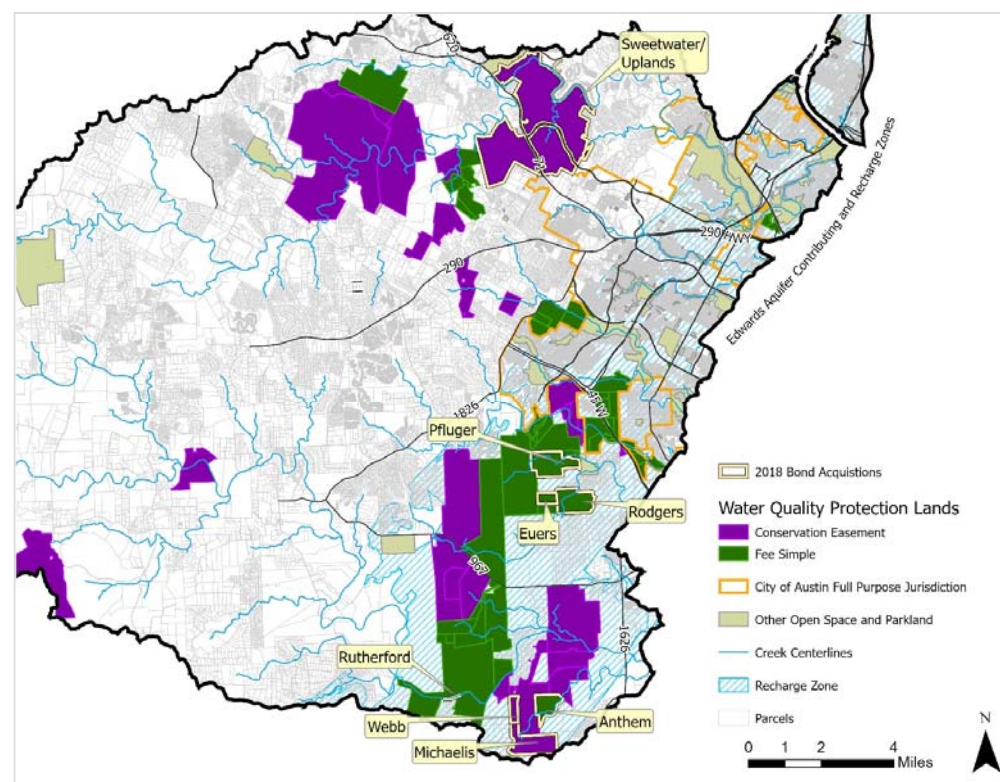 620
Sweetwater/
Uplands
71
290 HWY
290
Edwards Aquifer Contributing and Recharge Zones
1826
Pfluger
Rodgers
Euers
967
1626
Rutherford
Webb
Anthem
Michaelis
2018 Bond Acquistions
Water Quality Protection Lands
Conservation Easement
Fee Simple
City of Austin Full Purpose Jurisdiction
Other Open Space and Parkland
Creek Centerlines
Recharge Zone
Parcels
N
0 1 2 4
Miles